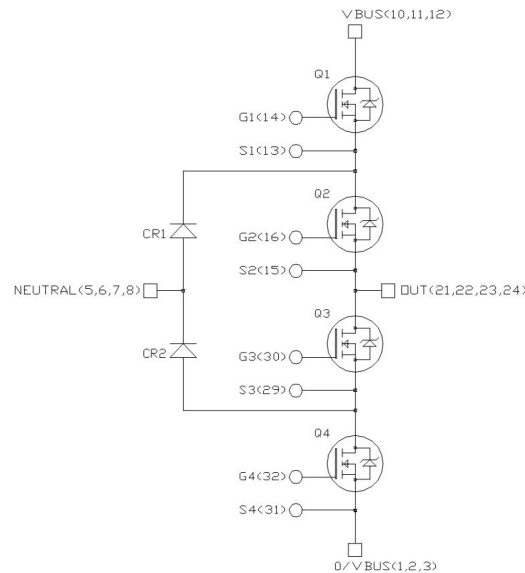 VBUS(10,11,12)
Q1
G1(14)
S1(13)
Q2
CR1
G2(16)
S2(15)
NEUTRAL(5,6,7,8)
OUT(21,22,23,24)
Q3
CR2
G3(30)
S3(29)
Q4
G4(32)
S4(31)
0/VBUS(1,2,3)